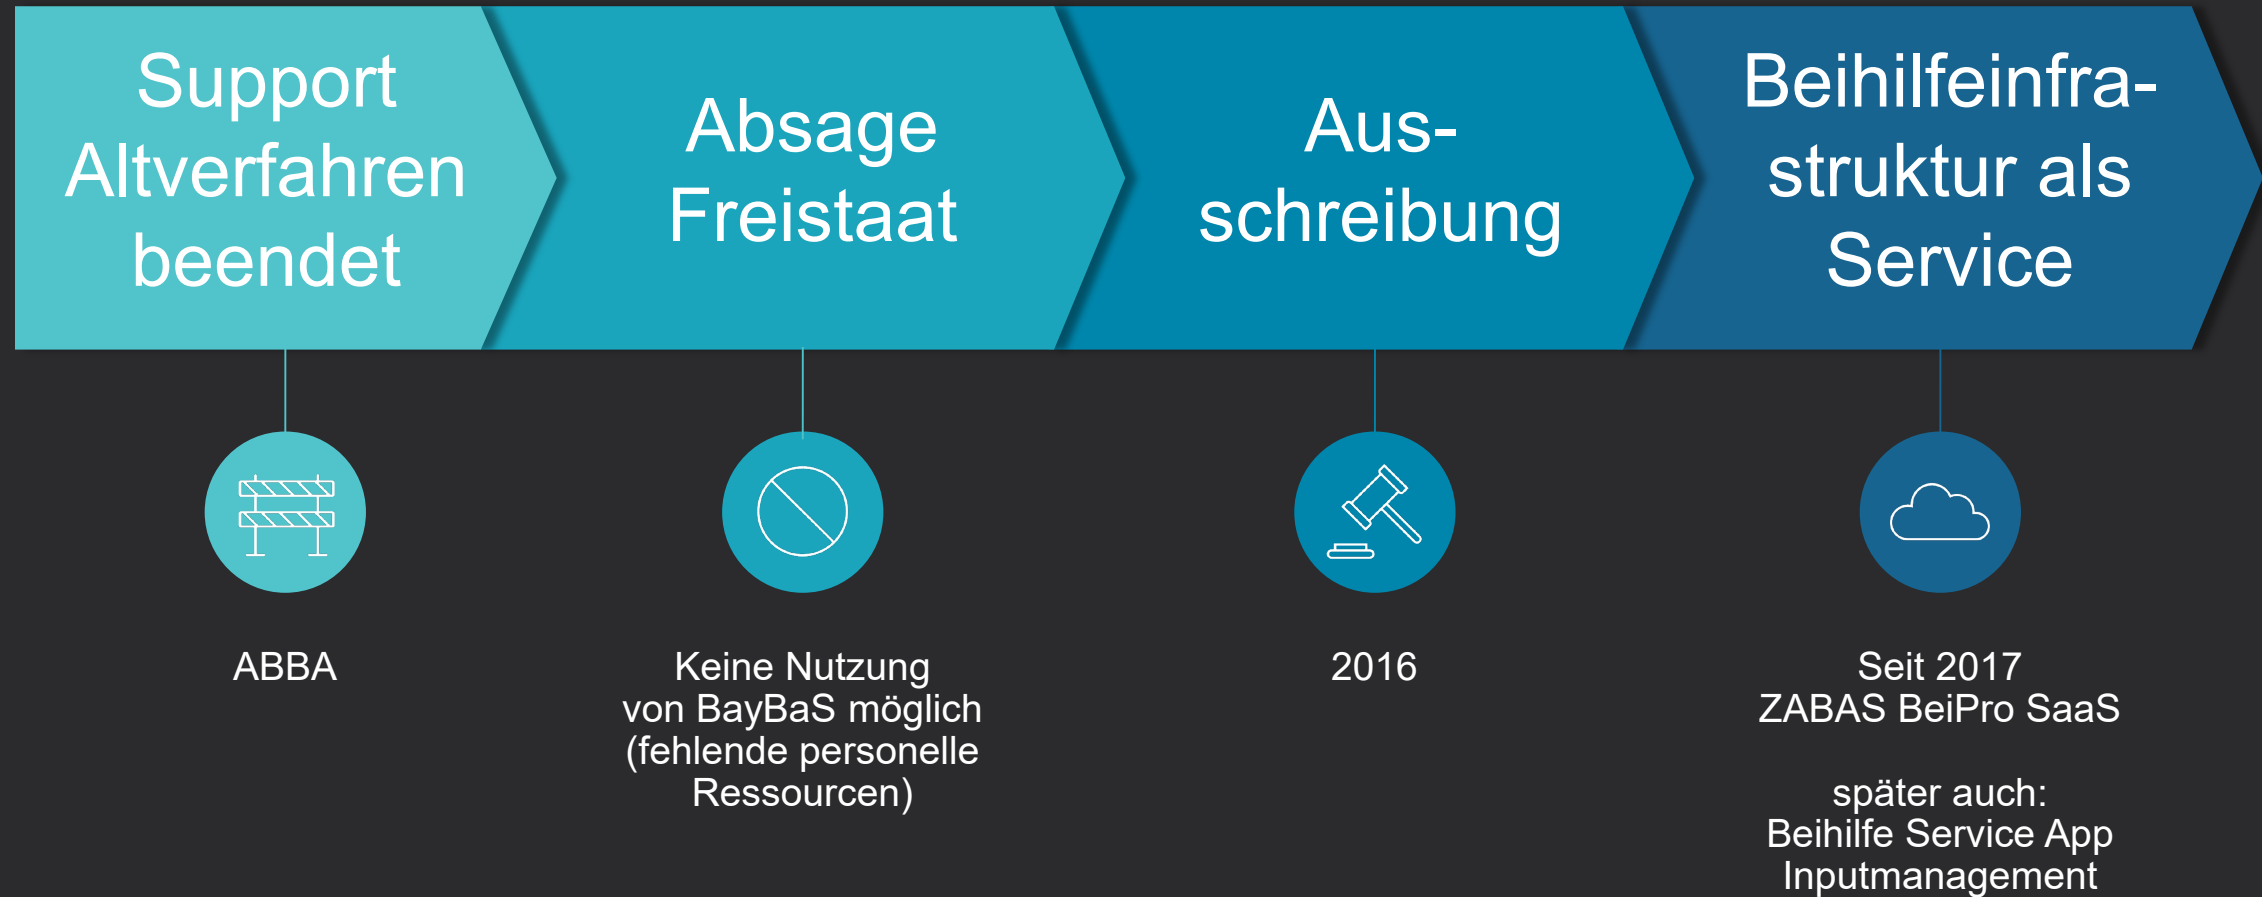 Support
Altverfahren
beendet
Absage
Freistaat
Aus-
schreibung
Beihilfeinfra-
struktur als
Service
ABBA
Keine Nutzung
von BayBaS möglich
(fehlende personelle
Ressourcen)
2016
Seit 2017
ZABAS BeiPro SaaS
später auch:
Beihilfe Service App
Inputmanagement